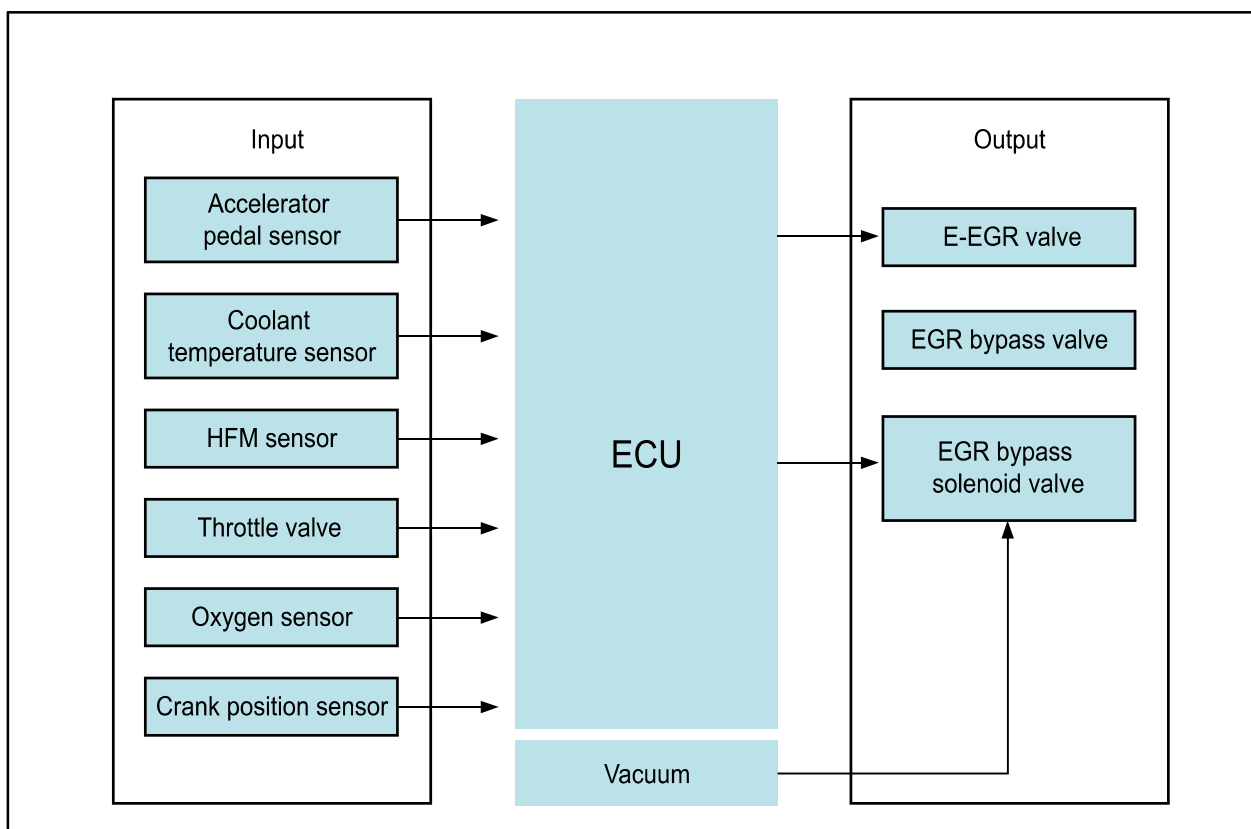 Input
Accelerator
pedal sensor
Coolant
temperature sensor
HFM sensor
Throttle valve
Oxygen sensor
Crank position sensor
ECU
Vacuum
Output
E-EGR valve
EGR bypass valve
EGR bypass
solenoid valve